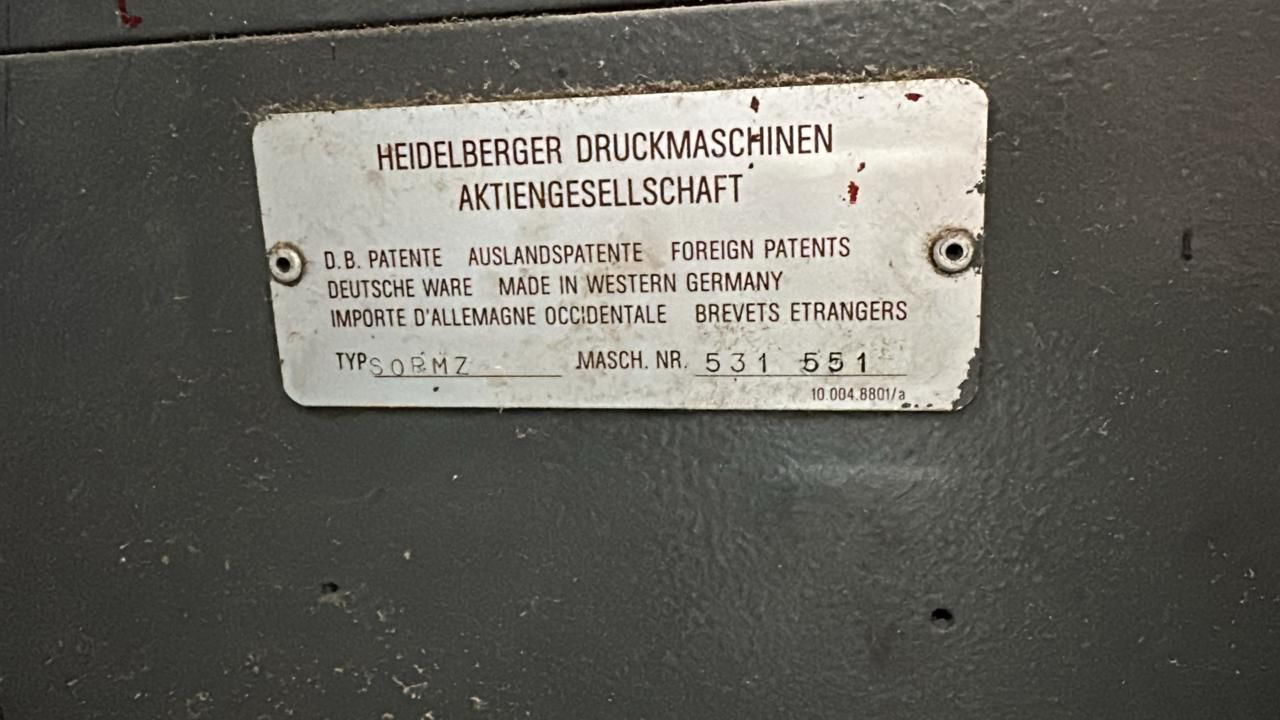 HEIDELBERGER DRUCKMASCHINEN
AKTIENGESELLSCHAFT
D.B. PATENTE AUSLANDSPATENTE FOREIGN PATENTS
DEUTSCHE WARE MADE IN WESTERN GERMANY
IMPORTE D'ALLEMAGNE OCCIDENTALE BREVETS ETRANGERS
TYP SORMZ MASCH. NR. 531 551
10.004.8801/a